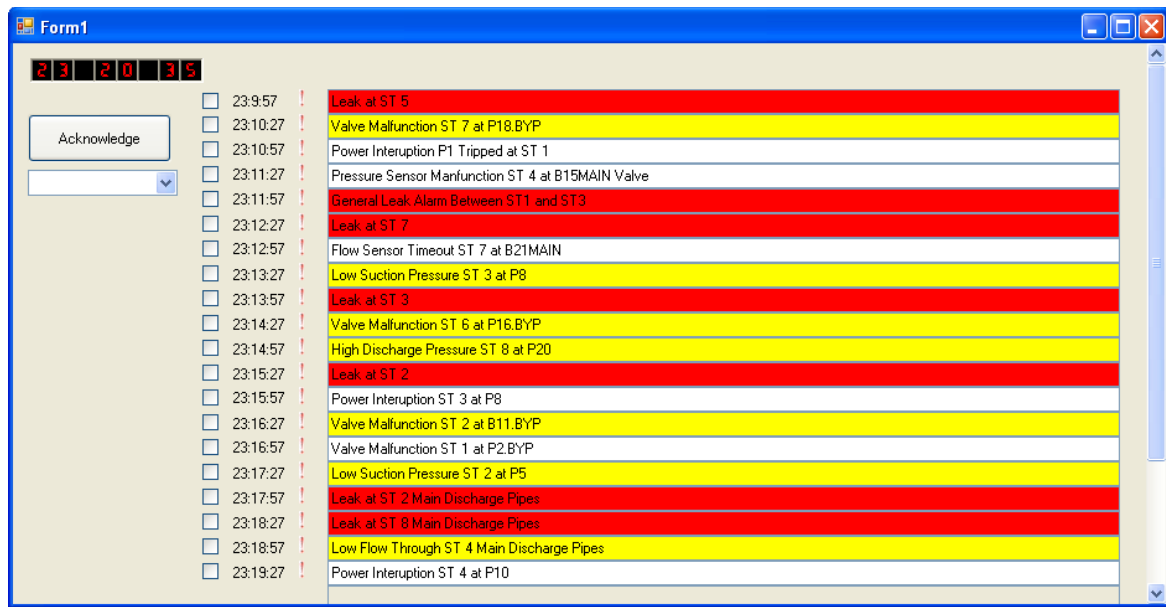 Form1
23 20 35
Acknowledge
23:9:57 ! Leak at ST 5
23:10:27 ! Valve Malfunction ST 7 at P18.BYP
23:10:57 ! Power Interuption P1 Tripped at ST 1
23:11:27 ! Pressure Sensor Manfunction ST 4 at B15MAIN Valve
23:11:57 ! General Leak Alarm Between ST1 and ST3
23:12:27 ! Leak at ST 7
23:12:57 ! Flow Sensor Timeout ST 7 at B21MAIN
23:13:27 ! Low Suction Pressure ST 3 at P8
23:13:57 ! Leak at ST 3
23:14:27 ! Valve Malfunction ST 6 at P16.BYP
23:14:57 ! High Discharge Pressure ST 8 at P20
23:15:27 ! Leak at ST 2
23:15:57 ! Power Interuption ST 3 at P8
23:16:27 ! Valve Malfunction ST 2 at B11.BYP
23:16:57 ! Valve Malfunction ST 1 at P2.BYP
23:17:27 ! Low Suction Pressure ST 2 at P5
23:17:57 ! Leak at ST 2 Main Discharge Pipes
23:18:27 ! Leak at ST 8 Main Discharge Pipes
23:18:57 ! Low Flow Through ST 4 Main Discharge Pipes
23:19:27 ! Power Interuption ST 4 at P10